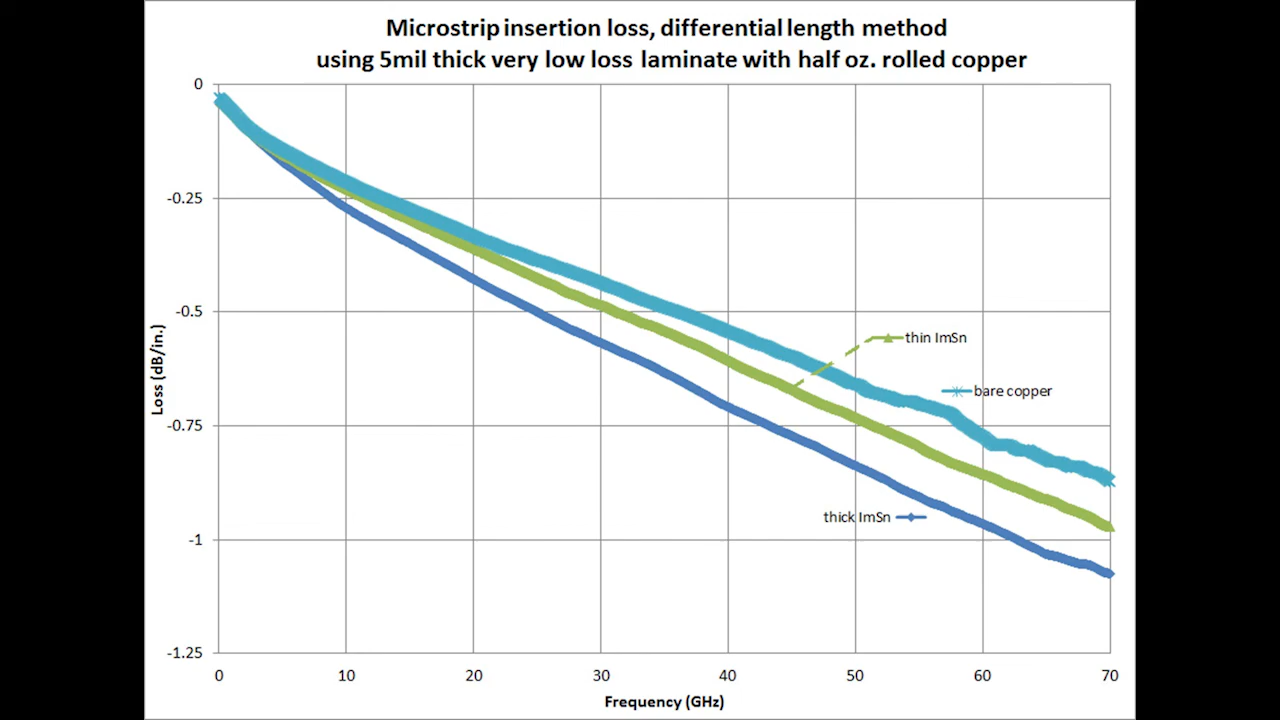 Microstrip insertion loss, differential length method
using 5mil thick very low loss laminate with half oz. rolled copper
0
-0.25
-0.5
-0.75
-1
-1.25
Loss (dB/in.)
thin ImSn
bare copper
thick ImSn
0 10 20 30 40 50 60 70
Frequency (GHz)